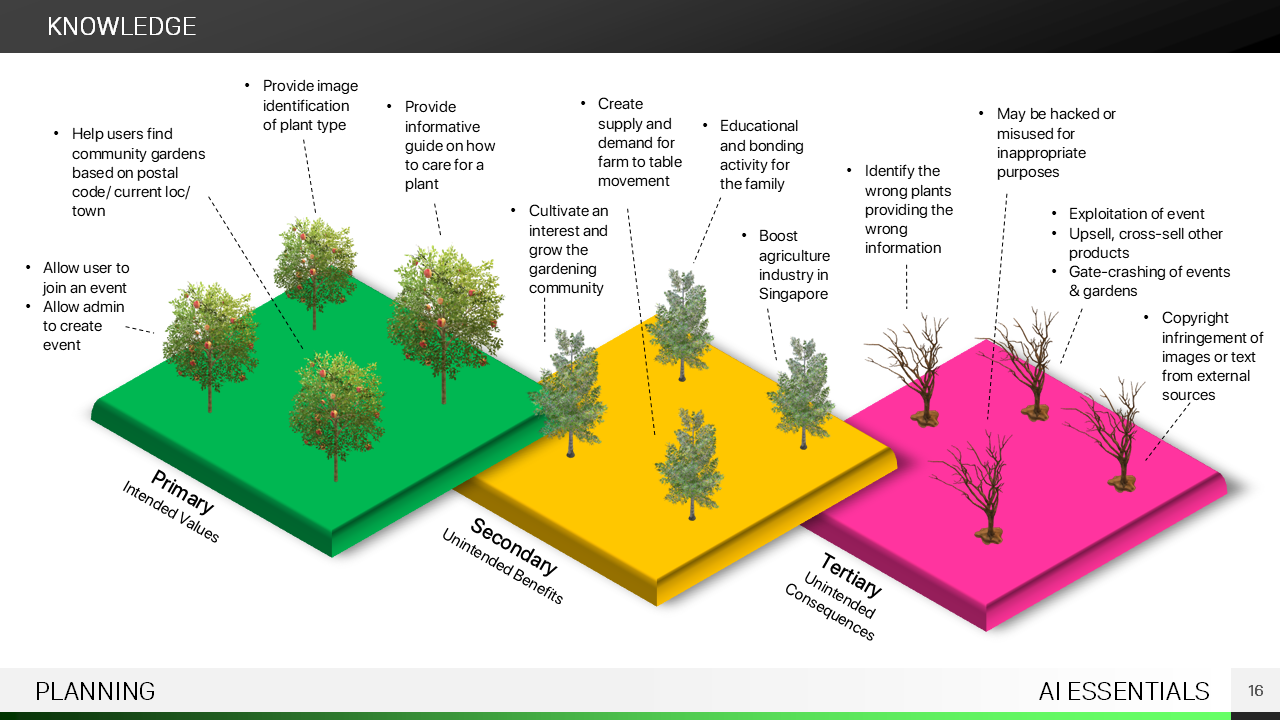 KNOWLEDGE
• Provide image
identification
of plant type
• Help users find
community gardens
based on postal
code/ current loc/
town
• Provide
informative
guide on how
to care for a
plant
• Allow user to
join an event
• Allow admin
to create
event
• Create
supply and
demand for
farm to table
movement
• Educational
and bonding
activity for
the family
• Cultivate an
interest and
grow the
gardening
community
• Boost
agriculture
industry in
Singapore
• Identify the
wrong plants
providing the
wrong
information
• May be hacked or
misused for
inappropriate
purposes
• Exploitation of event
• Upsell, cross-sell other
products
• Gate-crashing of events
& gardens
• Copyright
infringement of
images or text
from external
sources
Primary
Intended Values
Secondary
Unintended Benefits
Tertiary
Unintended
Consequences
PLANNING
AI ESSENTIALS
16